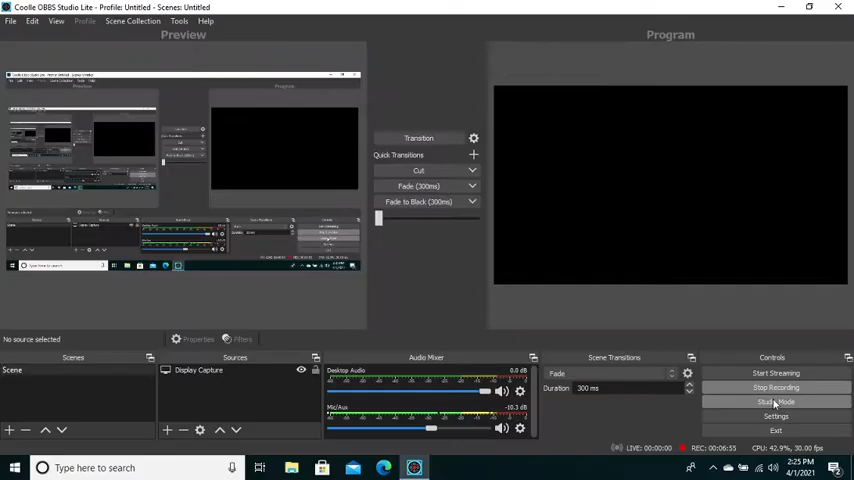 Coolle OBBS Studio Lite - Profile: Untitled - Scenes: Untitled
File Edit View Profile Scene Collection Tools Help
Preview
Program
Transition
Quick Transitions
Cut
Fade (300ms)
Fade to Black (300ms)
No source selected
Properties
Filters
Scenes
Sources
Audio Mixer
Scene Transitions
Controls
Scene
Display Capture
Desktop Audio 0.0 dB
Mic/Aux -10.3 dB
Fade
Duration 300 ms
Start Streaming
Stop Recording
Studio Mode
Settings
Exit
LIVE: 00:00:00 REC: 00:06:55 CPU: 42.9%, 30.00 fps
Type here to search
2:25 PM
4/1/2021
2